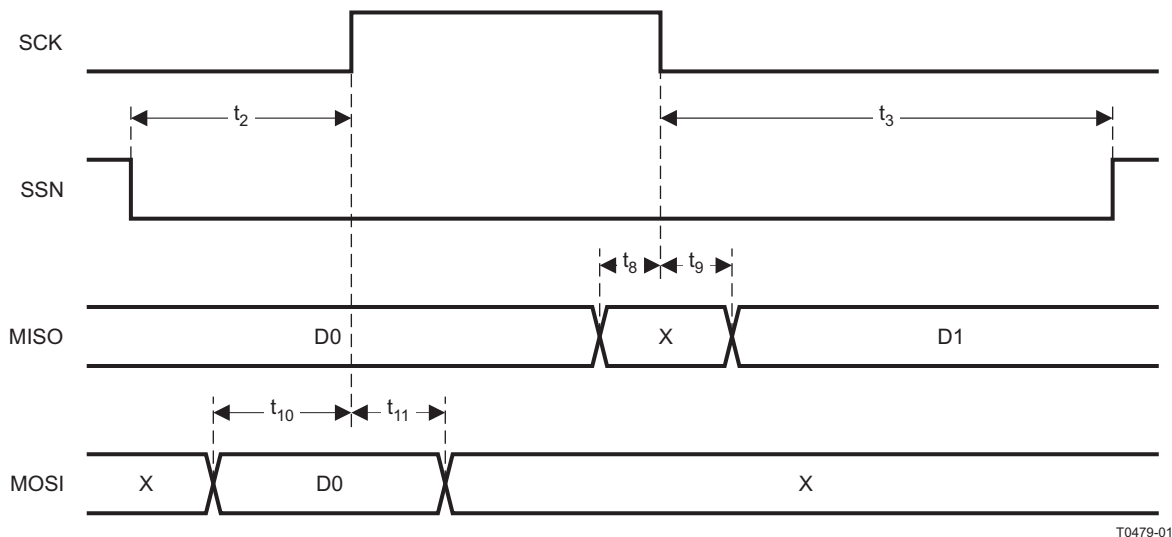 SCK
t2
t3
SSN
t8
t9
MISO
D0
X
D1
t10
t11
MOSI
X
D0
X
T0479-01